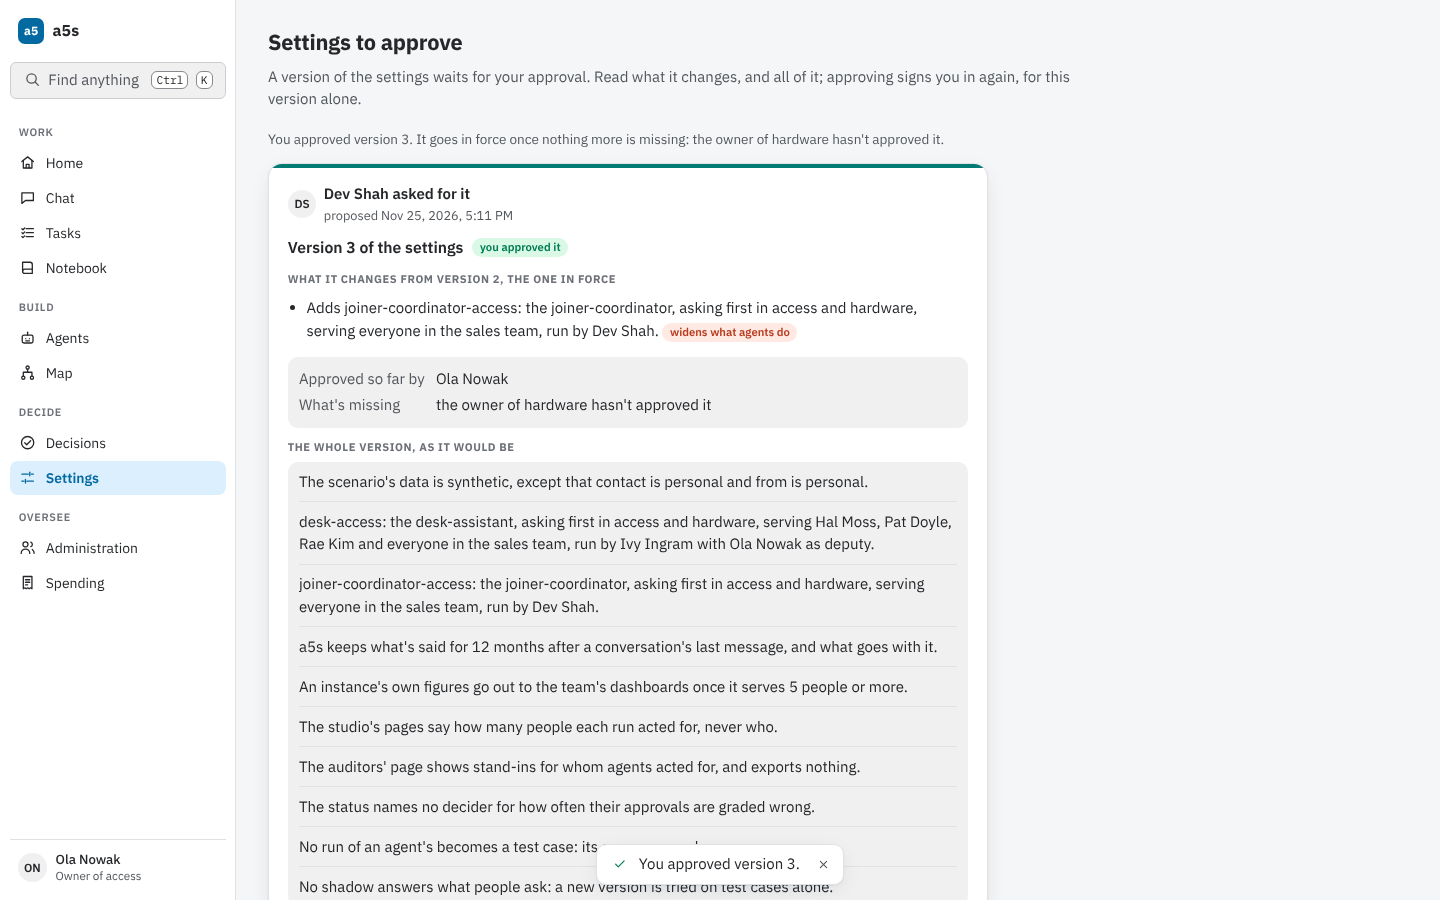 a5 a5s
Find anything Ctrl K
WORK
Home
Chat
Tasks
Notebook
BUILD
Agents
Map
DECIDE
Decisions
Settings
OVERSEE
Administration
Spending
ON Ola Nowak
Owner of access
Settings to approve
A version of the settings waits for your approval. Read what it changes, and all of it; approving signs you in again, for this
version alone.
You approved version 3. It goes in force once nothing more is missing: the owner of hardware hasn't approved it.
DS Dev Shah asked for it
proposed Nov 25, 2026, 5:11 PM
Version 3 of the settings you approved it
WHAT IT CHANGES FROM VERSION 2, THE ONE IN FORCE
• Adds joiner-coordinator-access: the joiner-coordinator, asking first in access and hardware,
serving everyone in the sales team, run by Dev Shah. widens what agents do
Approved so far by Ola Nowak
What's missing the owner of hardware hasn't approved it
THE WHOLE VERSION, AS IT WOULD BE
The scenario's data is synthetic, except that contact is personal and from is personal.
desk-access: the desk-assistant, asking first in access and hardware, serving Hal Moss, Pat Doyle,
Rae Kim and everyone in the sales team, run by Ivy Ingram with Ola Nowak as deputy.
joiner-coordinator-access: the joiner-coordinator, asking first in access and hardware, serving
everyone in the sales team, run by Dev Shah.
a5s keeps what's said for 12 months after a conversation's last message, and what goes with it.
An instance's own figures go out to the team's dashboards once it serves 5 people or more.
The studio's pages say how many people each run acted for, never who.
The auditors' page shows stand-ins for whom agents acted for, and exports nothing.
The status names no decider for how often their approvals are graded wrong.
No run of an agent's becomes a test case: its
No shadow answers what people ask: a new version is tried on test cases alone.
You approved version 3.